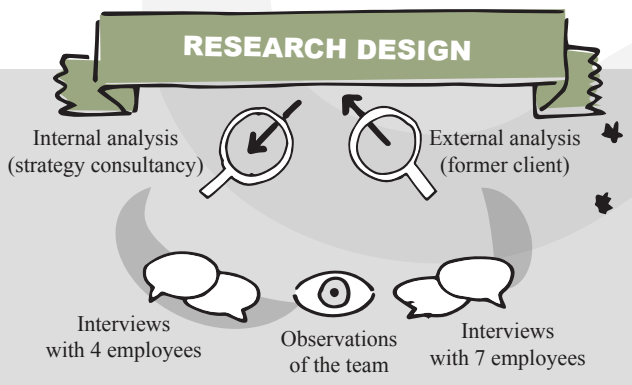 RESEARCH DESIGN
Internal analysis
(strategy consultancy)
External analysis
(former client)
Interviews
with 4 employees
Observations
of the team
Interviews
with 7 employees